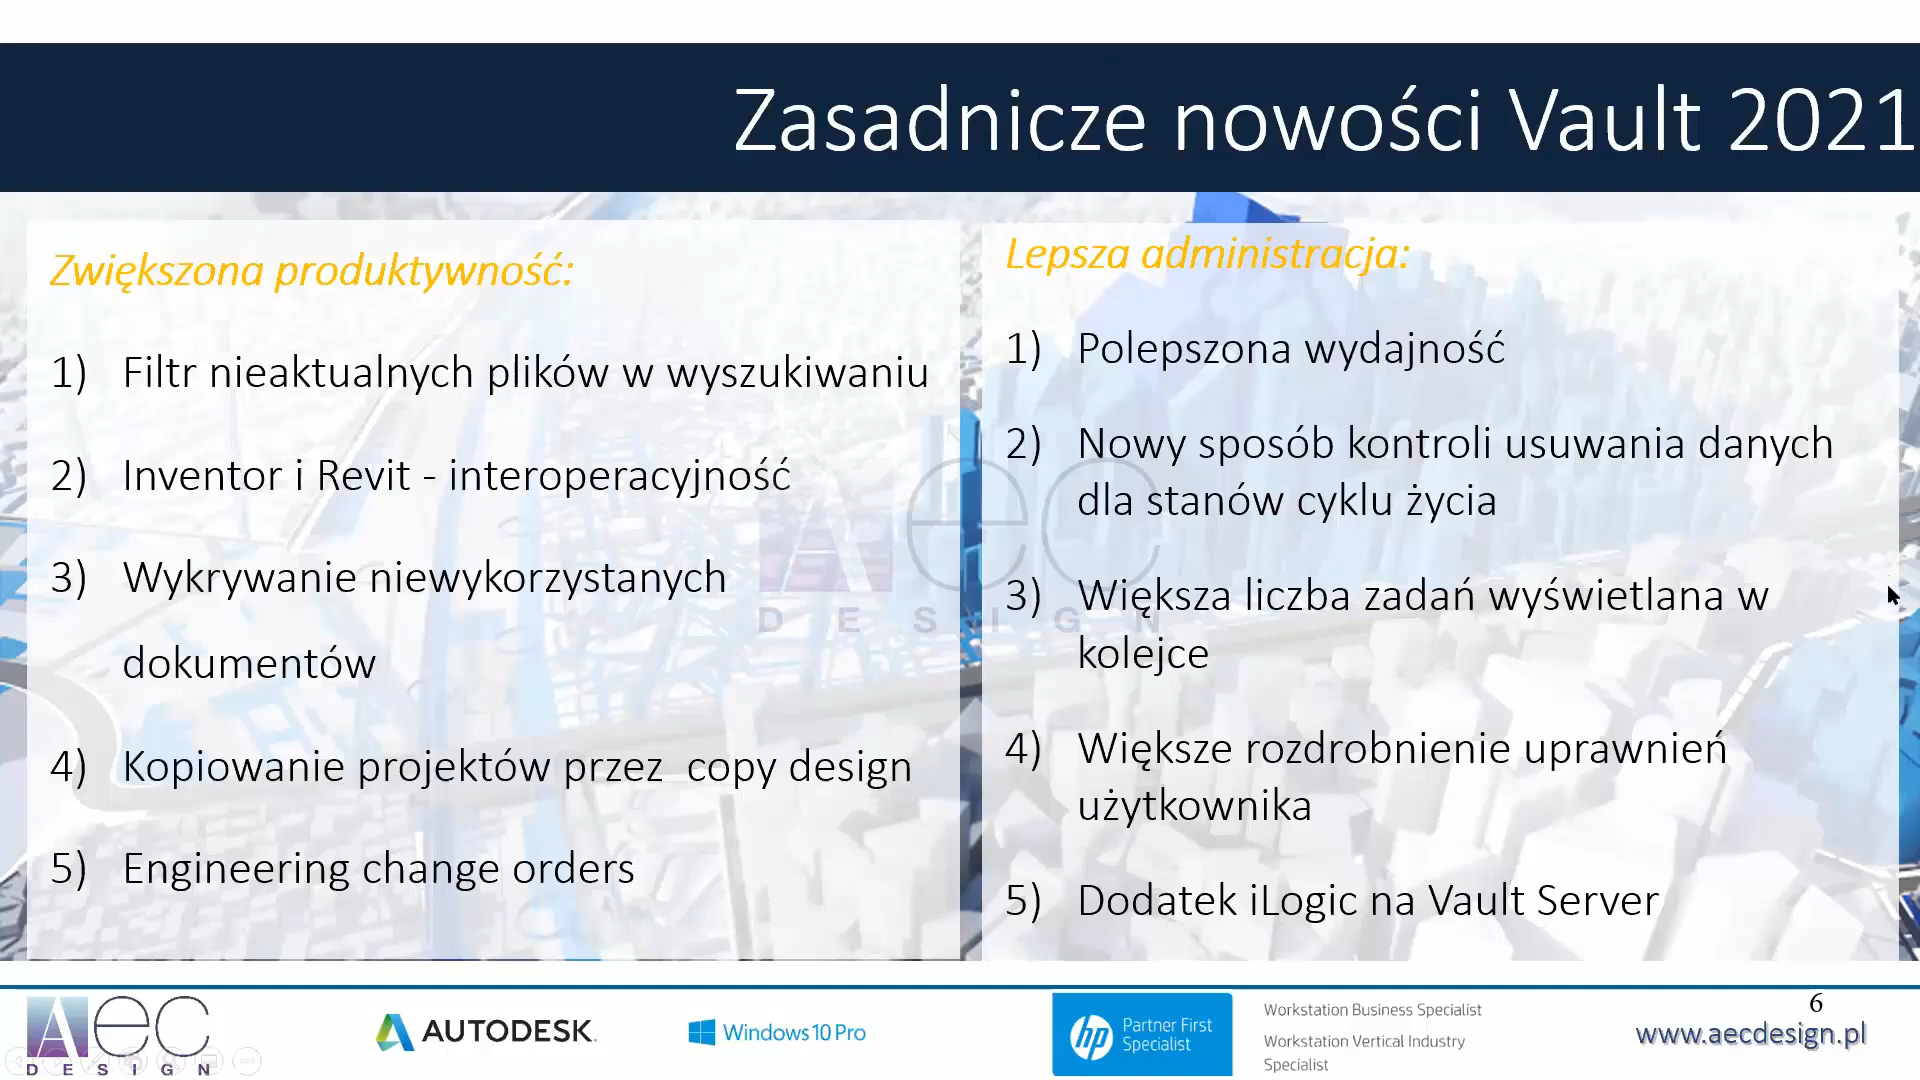 Zasadnicze nowości Vault 2021
Zwiększona produktywność:
1) Filtr nieaktualnych plików w wyszukiwaniu
2) Inventor i Revit - interoperacyjność
3) Wykrywanie niewykorzystanych
dokumentów
4) Kopiowanie projektów przez copy design
5) Engineering change orders
Lepsza administracja:
1) Polepszona wydajność
2) Nowy sposób kontroli usuwania danych
dla stanów cyklu życia
3) Większa liczba zadań wyświetlana w
kolejce
4) Większe rozdrobnienie uprawnień
użytkownika
5) Dodatek iLogic na Vault Server
Aec
DESIGN
Aec
DESIGN
AUTODESK.
Windows 10 Pro
hp
Partner First
Specialist
Workstation Business Specialist
Workstation Vertical Industry
Specialist
6
www.aecdesign.pl